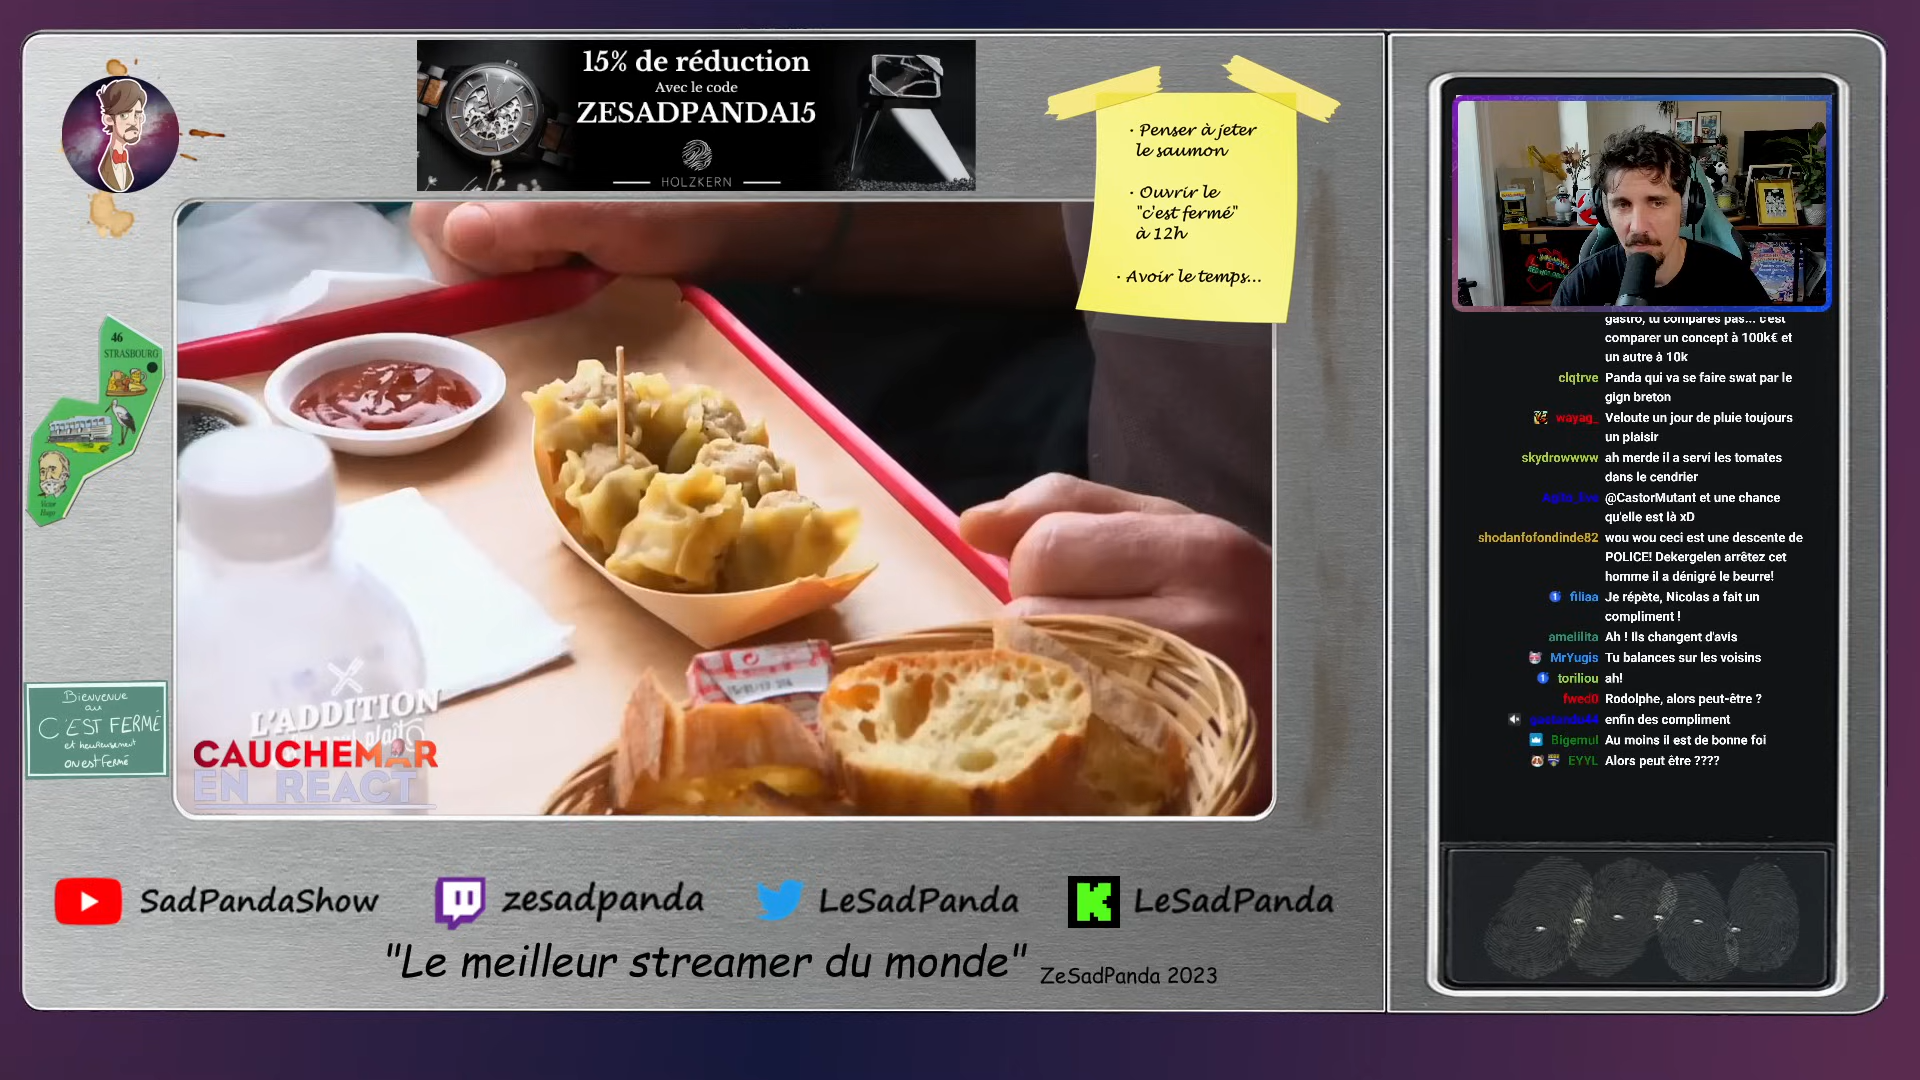 15% de réduction
Avec le code
ZESADPANDA15
HOLZKERN
· Penser à jeter
le saumon
· Ouvrir le
"c'est fermé"
à 12h
· Avoir le temps...
46
STRASBOURG
Victor
Hugo
Bienvenue
au
C'EST FERMÉ
et heureusement
on est fermé
L'ADDITION
s'il vous plaît
CAUCHEMAR
EN REACT
gastro, tu compares pas... c'est
comparer un concept à 100k€ et
un autre à 10k
clqtrve Panda qui va se faire swat par le
gign breton
wayag_ Veloute un jour de pluie toujours
un plaisir
skydrowwww ah merde il a servi les tomates
dans le cendrier
@CastorMutant et une chance
qu'elle est là xD
shodanfofondinde82 wou wou ceci est une descente de
POLICE! Dekergelen arrêtez cet
homme il a dénigré le beurre!
filiaa Je répète, Nicolas a fait un
compliment !
amelilita Ah ! Ils changent d'avis
MrYugis Tu balances sur les voisins
toriliou ah!
fwed0 Rodolphe, alors peut-être ?
enfin des compliment
Bigemul Au moins il est de bonne foi
EYYL Alors peut être ????
SadPandaShow
zesadpanda
LeSadPanda
K LeSadPanda
"Le meilleur streamer du monde" ZeSadPanda 2023